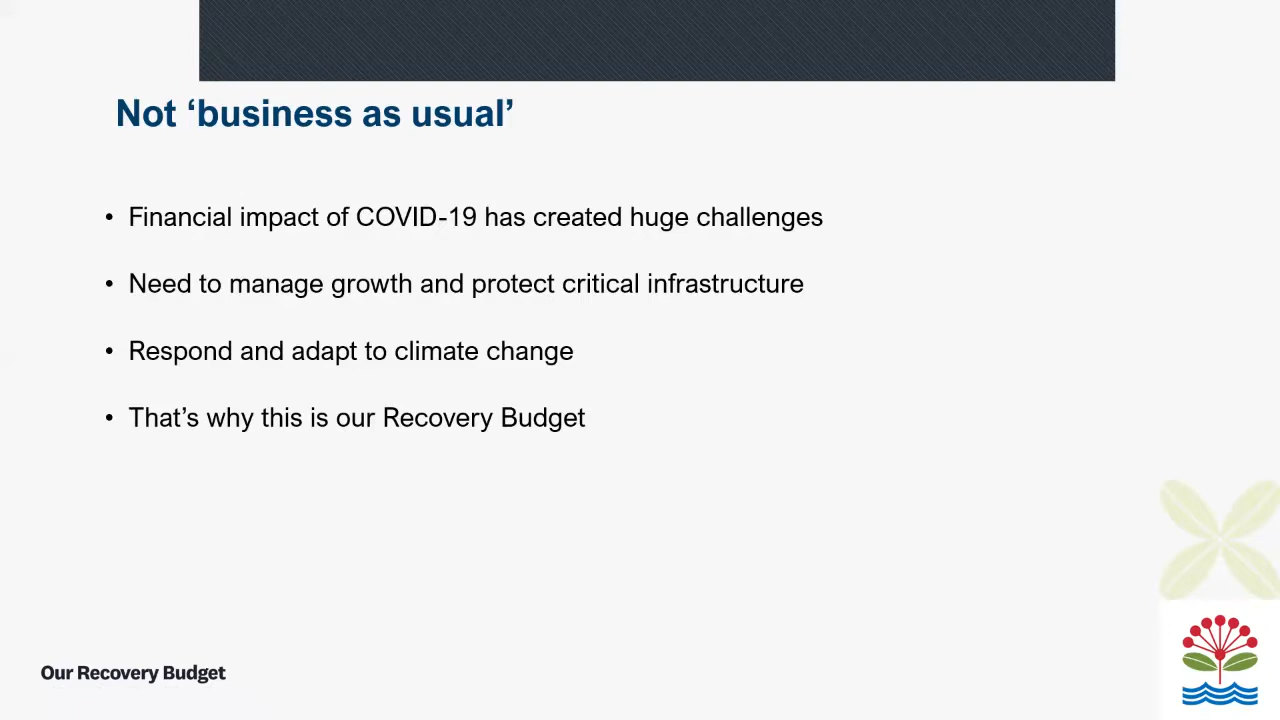 Not ‘business as usual’
• Financial impact of COVID-19 has created huge challenges
• Need to manage growth and protect critical infrastructure
• Respond and adapt to climate change
• That’s why this is our Recovery Budget
Our Recovery Budget